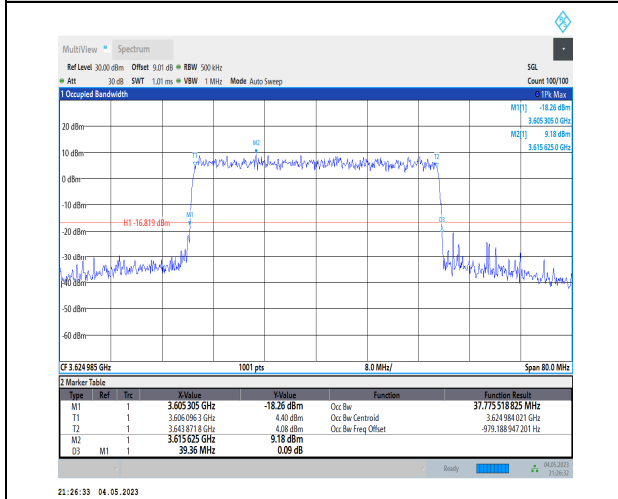 MultiView Spectrum
Ref Level 30.00 dBm Offset 9.01 dB RBW 500 kHz SGL
Att 30 dB SWT 1.01 ms VBW 1 MHz Mode Auto Sweep Count 100/100
1 Occupied Bandwidth 1Pk Max
M1[1] -18.26 dBm
3.605 305 0 GHz
M2[1] 9.18 dBm
3.615 625 0 GHz
20 dBm
M2
10 dBm
T1 T2
0 dBm
-10 dBm
M1
H1 -16.819 dBm
D3
-20 dBm
-30 dBm
-40 dBm
-50 dBm
-60 dBm
CF 3.624 985 GHz 1001 pts 8.0 MHz/ Span 80.0 MHz
2 Marker Table
Type Ref Trc X-Value Y-Value Function Function Result
M1 1 3.605 305 GHz -18.26 dBm Occ Bw 37.775 518 825 MHz
T1 1 3.606 096 3 GHz 4.40 dBm Occ Bw Centroid 3.624 984 021 GHz
T2 1 3.643 871 8 GHz 4.08 dBm Occ Bw Freq Offset -979.188 947 201 Hz
M2 1 3.615 625 GHz 9.18 dBm
D3 M1 1 39.36 MHz 0.09 dB
Ready 04.05.2023
21:26:32
21:26:33 04.05.2023